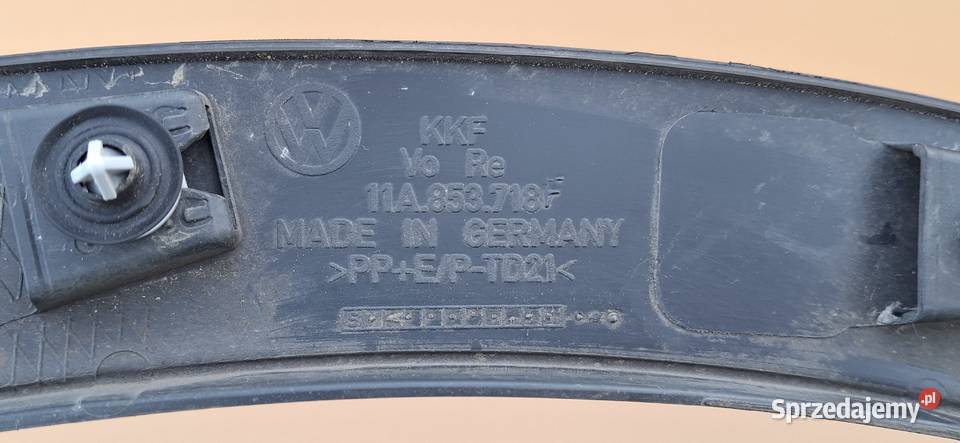 KKF
Vo Re
11A.853.718F
MADE IN GERMANY
>PP+E/P-TD21<
Sprzedajemy.pl